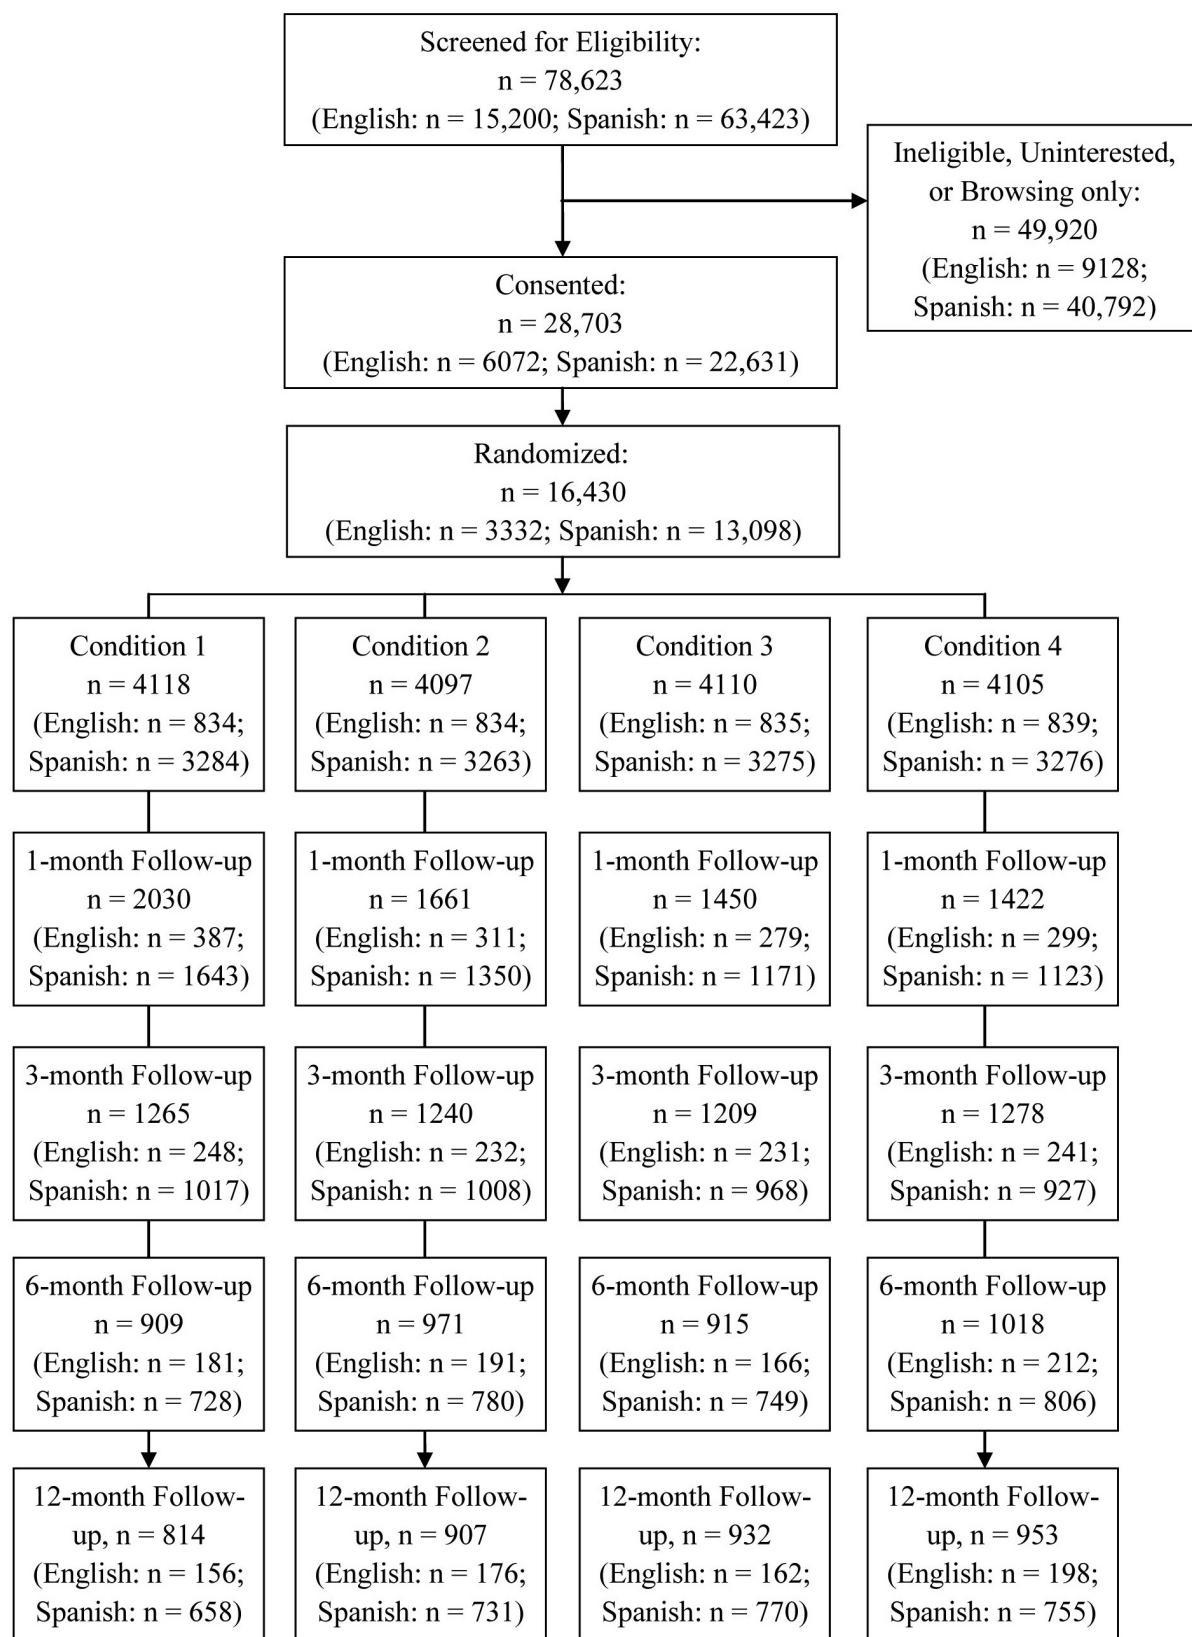 Screened for Eligibility:
n = 78,623
(English: n = 15,200; Spanish: n = 63,423)
Ineligible, Uninterested,
or Browsing only:
n = 49,920
(English: n = 9128;
Spanish: n = 40,792)
Consented:
n = 28,703
(English: n = 6072; Spanish: n = 22,631)
Randomized:
n = 16,430
(English: n = 3332; Spanish: n = 13,098)
Condition 1
n = 4118
(English: n = 834;
Spanish: n = 3284)
Condition 2
n = 4097
(English: n = 834;
Spanish: n = 3263)
Condition 3
n = 4110
(English: n = 835;
Spanish: n = 3275)
Condition 4
n = 4105
(English: n = 839;
Spanish: n = 3276)
1-month Follow-up
n = 2030
(English: n = 387;
Spanish: n = 1643)
1-month Follow-up
n = 1661
(English: n = 311;
Spanish: n = 1350)
1-month Follow-up
n = 1450
(English: n = 279;
Spanish: n = 1171)
1-month Follow-up
n = 1422
(English: n = 299;
Spanish: n = 1123)
3-month Follow-up
n = 1265
(English: n = 248;
Spanish: n = 1017)
3-month Follow-up
n = 1240
(English: n = 232;
Spanish: n = 1008)
3-month Follow-up
n = 1209
(English: n = 231;
Spanish: n = 968)
3-month Follow-up
n = 1278
(English: n = 241;
Spanish: n = 927)
6-month Follow-up
n = 909
(English: n = 181;
Spanish: n = 728)
6-month Follow-up
n = 971
(English: n = 191;
Spanish: n = 780)
6-month Follow-up
n = 915
(English: n = 166;
Spanish: n = 749)
6-month Follow-up
n = 1018
(English: n = 212;
Spanish: n = 806)
12-month Follow-
up, n = 814
(English: n = 156;
Spanish: n = 658)
12-month Follow-
up, n = 907
(English: n = 176;
Spanish: n = 731)
12-month Follow-
up, n = 932
(English: n = 162;
Spanish: n = 770)
12-month Follow-
up, n = 953
(English: n = 198;
Spanish: n = 755)